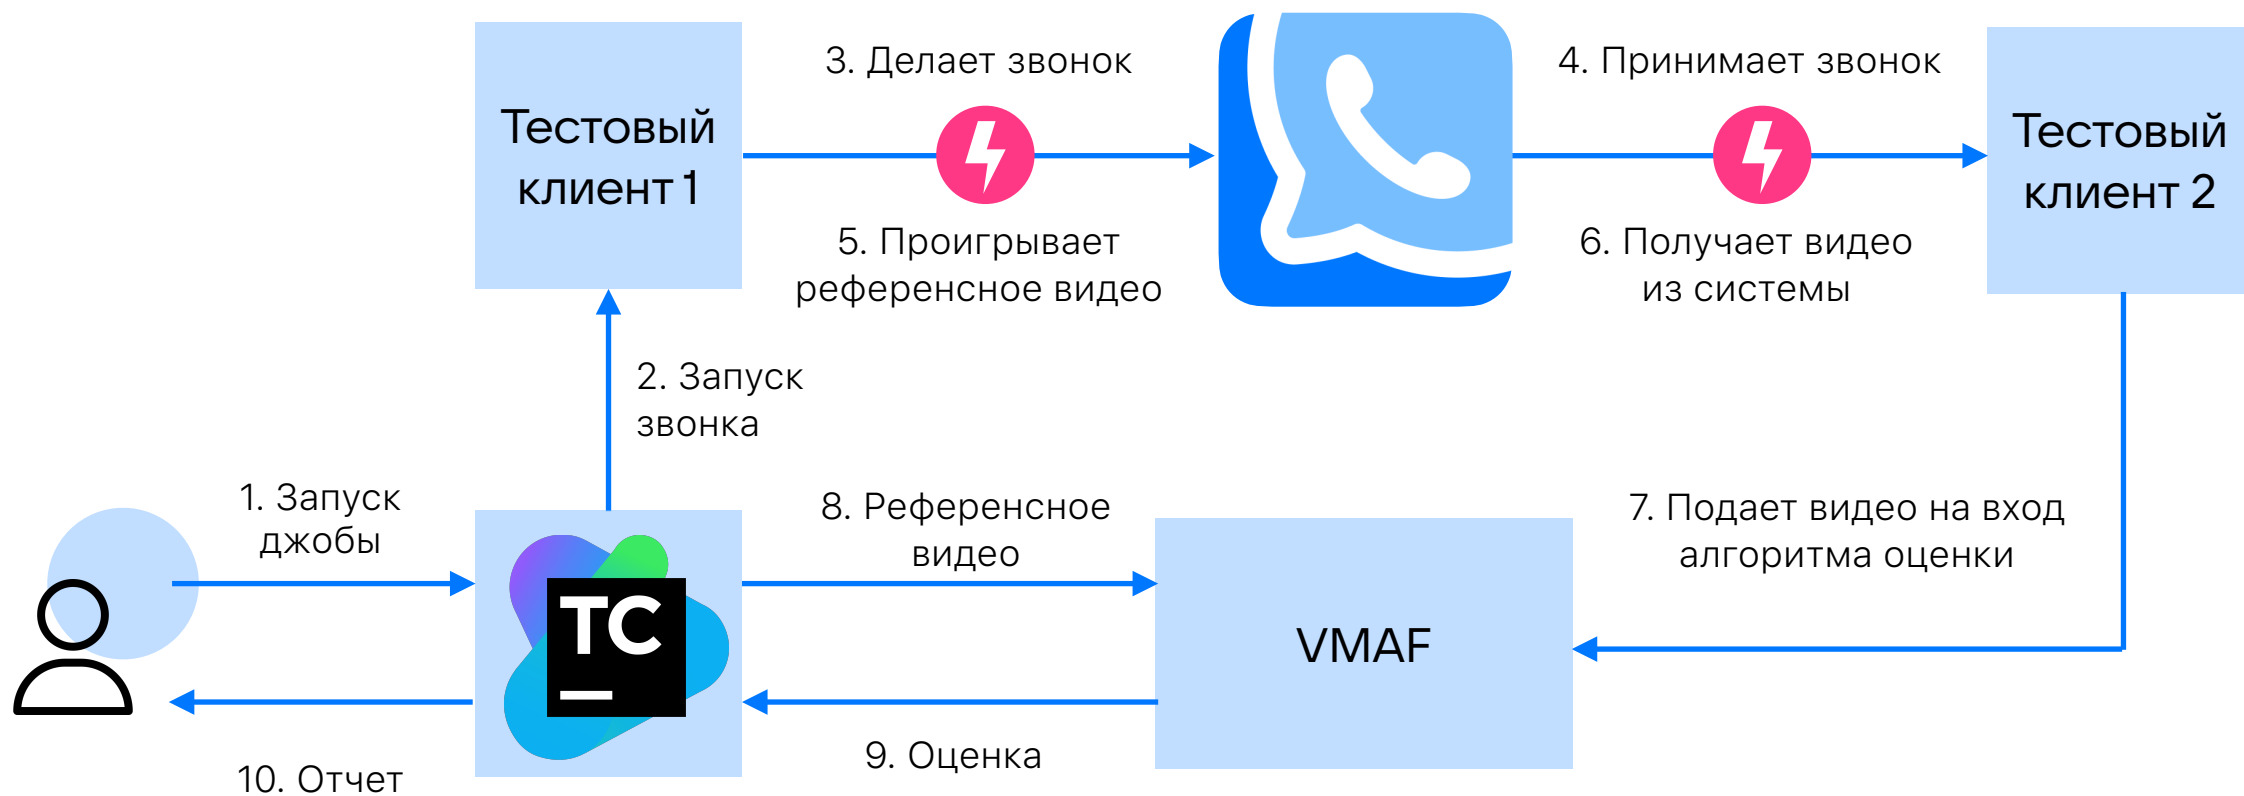 3. Делает звонок
4. Принимает звонок
Тестовый
клиент 1
Тестовый
клиент 2
5. Проигрывает
референсное видео
6. Получает видео
из системы
2. Запуск
звонка
1. Запуск
джобы
8. Референсное
видео
7. Подает видео на вход
алгоритма оценки
TC
VMAF
9. Оценка
10. Отчет